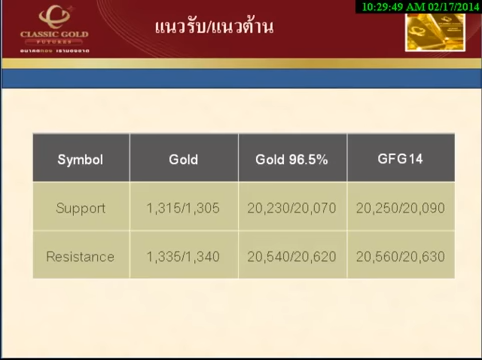 10:29:49 AM 02/17/2014
CLASSIC GOLD
FUTURES
แนวรับ/แนวต้าน
Symbol Gold Gold 96.5% GFG14
Support 1,315/1,305 20,230/20,070 20,250/20,090
Resistance 1,335/1,340 20,540/20,620 20,560/20,630